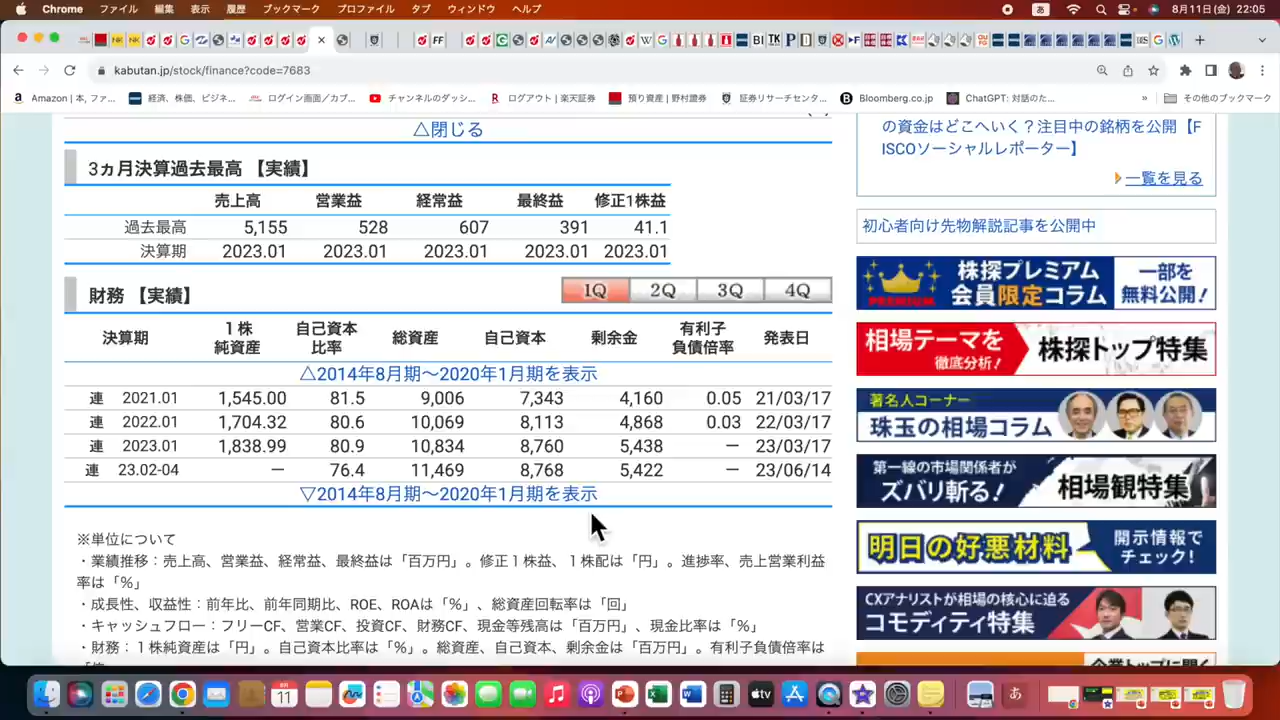 Chrome ファイル 編集 表示 履歴 ブックマーク プロファイル タブ ウィンドウ ヘルプ
あ 8月11日(金) 22:05
kabutan.jp/stock/finance?code=7683
Amazon | 本, ファ... 経済、株価、ビジネ... ログイン画面／カブ... チャンネルのダッシ... ログアウト | 楽天証券 預り資産 | 野村證券 証券リサーチセンタ... Bloomberg.co.jp ChatGPT: 対話のた... » その他のブックマーク
△閉じる
3ヵ月決算過去最高 【実績】
売上高 営業益 経常益 最終益 修正1株益
過去最高 5,155 528 607 391 41.1
決算期 2023.01 2023.01 2023.01 2023.01 2023.01
財務 【実績】
1Q 2Q 3Q 4Q
決算期 1株純資産 自己資本比率 総資産 自己資本 剰余金 有利子負債倍率 発表日
△2014年8月期～2020年1月期を表示
連 2021.01 1,545.00 81.5 9,006 7,343 4,160 0.05 21/03/17
連 2022.01 1,704.32 80.6 10,069 8,113 4,868 0.03 22/03/17
連 2023.01 1,838.99 80.9 10,834 8,760 5,438 － 23/03/17
連 23.02-04 － 76.4 11,469 8,768 5,422 － 23/06/14
▽2014年8月期～2020年1月期を表示
※単位について
・業績推移：売上高、営業益、経常益、最終益は「百万円」。修正１株益、１株配は「円」。進捗率、売上営業利益
率は「％」
・成長性、収益性：前年比、前年同期比、ROE、ROAは「％」、総資産回転率は「回」
・キャッシュフロー：フリーCF、営業CF、投資CF、財務CF、現金等残高は「百万円」、現金比率は「％」
・財務：１株純資産は「円」。自己資本比率は「％」。総資産、自己資本、剰余金は「百万円」。有利子負債倍率は
の資金はどこへいく？注目中の銘柄を公開【F
ISCOソーシャルレポーター】
一覧を見る
初心者向け先物解説記事を公開中
PREMIUM
株探プレミアム
会員限定コラム
一部を
無料公開！
相場テーマを
徹底分析！
株探トップ特集
著名人コーナー
珠玉の相場コラム
第一線の市場関係者が
ズバリ斬る！
相場観特集
明日の好悪材料
開示情報で
チェック！
CXアナリストが相場の核心に迫る
コモディティ特集
企業トップに聞く